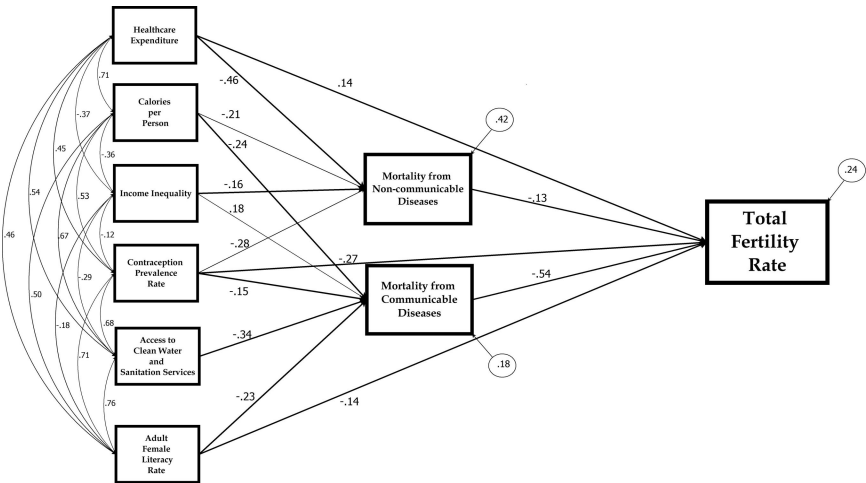 Healthcare
Expenditure
.71
-.46
.14
Calories
per
Person
-.21
-.24
.42
-.37
.45
-.36
Mortality from
Non-communicable
Diseases
.24
Income Inequality
-.16
-.13
.54
.53
.18
Total
Fertility
Rate
.46
.67
-.12
-.28
-.27
Contraception
Prevalence
Rate
-.29
-.15
Mortality from
Communicable
Diseases
-.54
.50
-.18
.68
-.34
Access to
Clean Water
and
Sanitation Services
.71
.18
.76
-.23
-.14
Adult
Female
Literacy
Rate